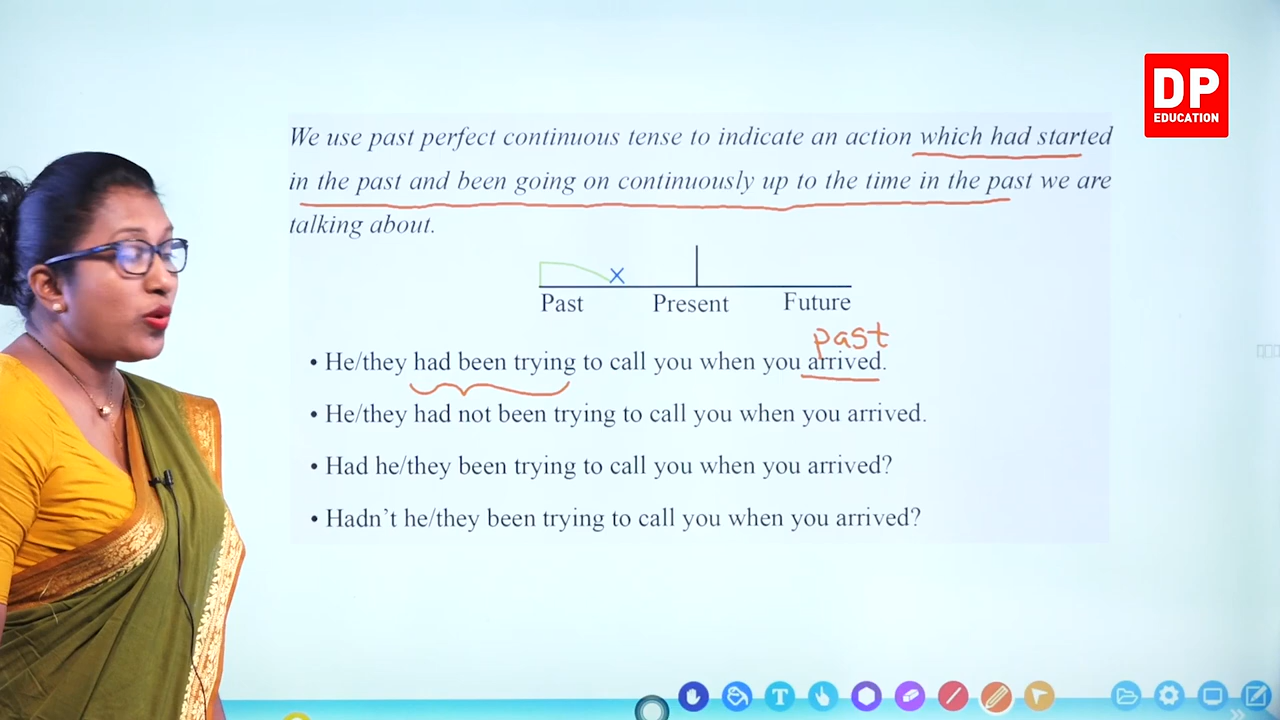 DP
EDUCATION
We use past perfect continuous tense to indicate an action which had started
in the past and been going on continuously up to the time in the past we are
talking about.
Past Present Future
past
• He/they had been trying to call you when you arrived.
• He/they had not been trying to call you when you arrived.
• Had he/they been trying to call you when you arrived?
• Hadn't he/they been trying to call you when you arrived?